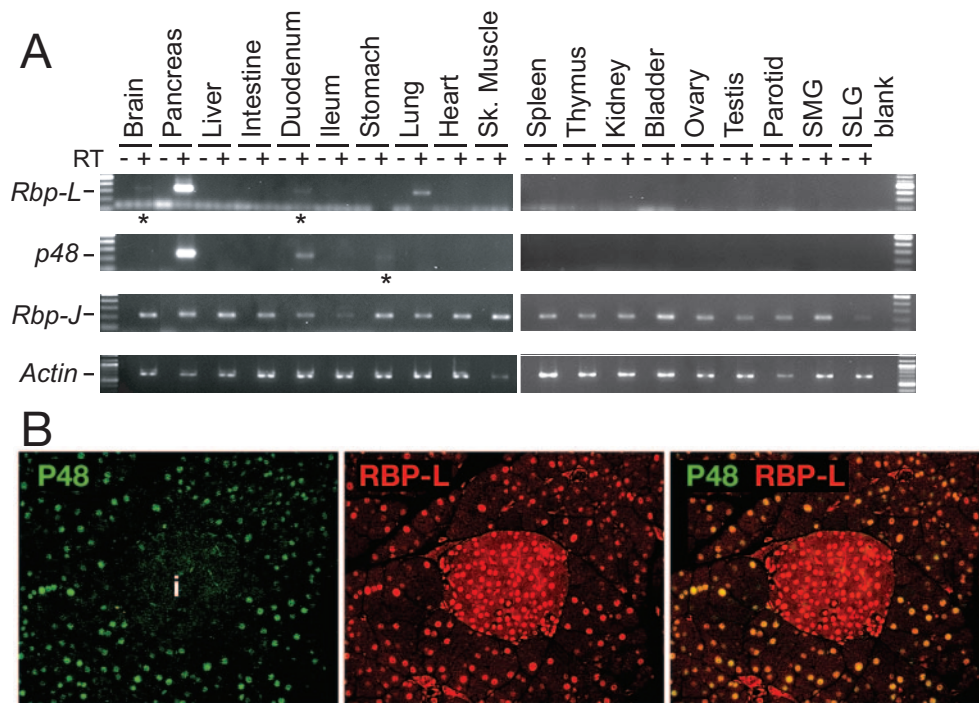 A
Brain
Pancreas
Liver
Intestine
Duodenum
Ileum
Stomach
Lung
Heart
Sk. Muscle
Spleen
Thymus
Kidney
Bladder
Ovary
Testis
Parotid
SMG
SLG
blank
RT - + - + - + - + - + - + - + - + - + - + - + - + - + - + - + - + - + - + - +
Rbp-L
* *
p48
*
Rbp-J
Actin
B
P48
i
RBP-L
P48 RBP-L